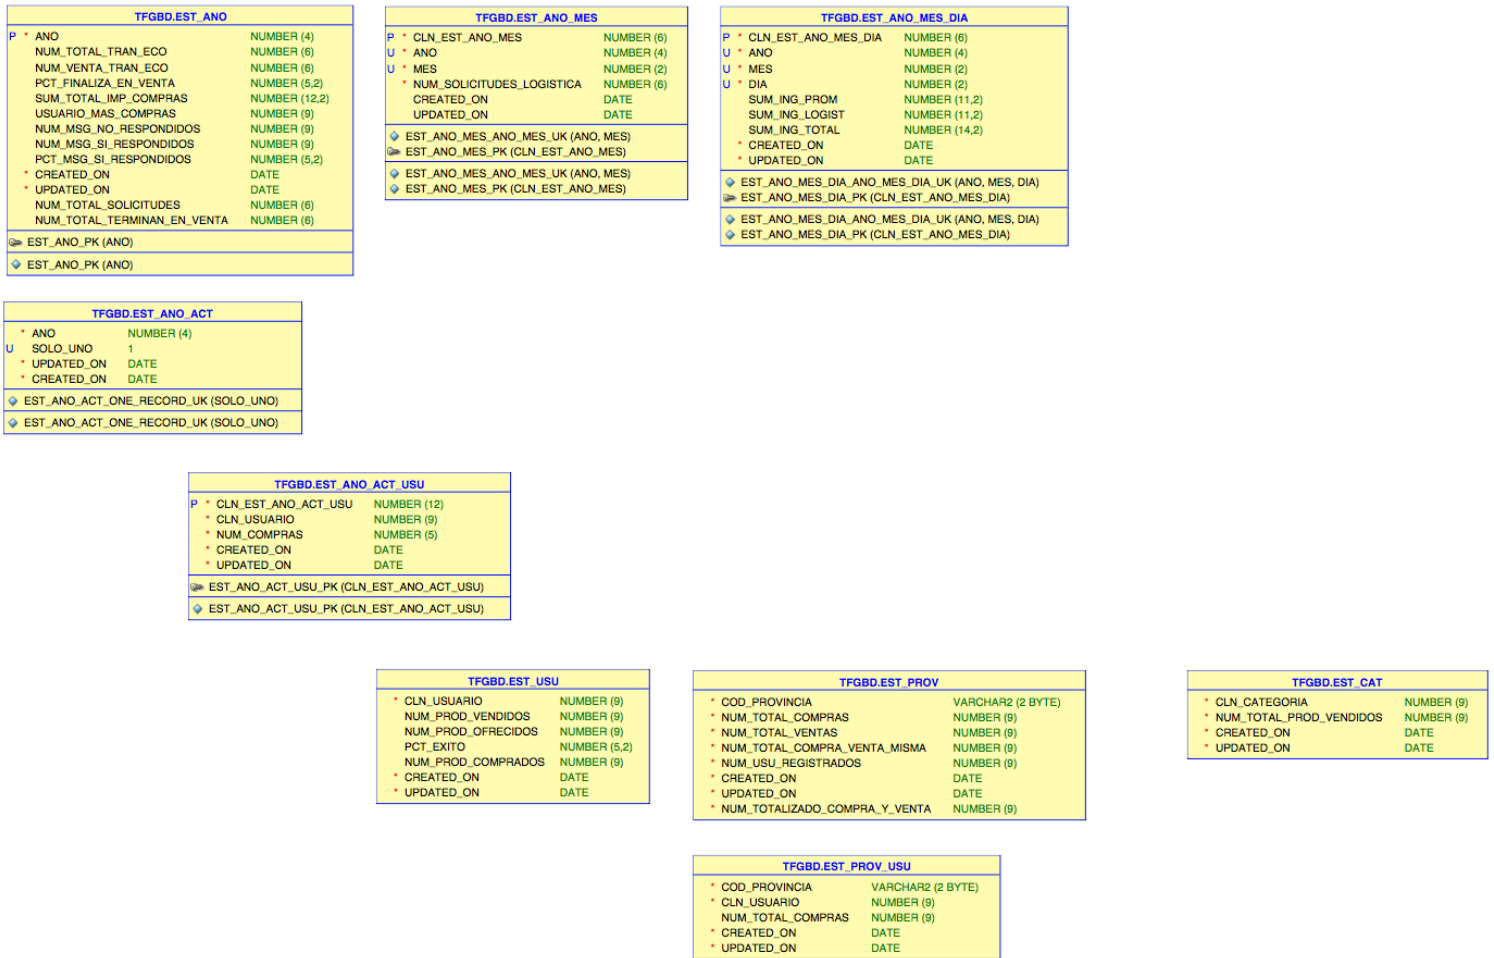 TFGBD.EST_ANO
P * ANO NUMBER (4)
NUM_TOTAL_TRAN_ECO NUMBER (6)
NUM_VENTA_TRAN_ECO NUMBER (6)
PCT_FINALIZA_EN_VENTA NUMBER (5,2)
SUM_TOTAL_IMP_COMPRAS NUMBER (12,2)
USUARIO_MAS_COMPRAS NUMBER (9)
NUM_MSG_NO_RESPONDIDOS NUMBER (9)
NUM_MSG_SI_RESPONDIDOS NUMBER (9)
PCT_MSG_SI_RESPONDIDOS NUMBER (5,2)
* CREATED_ON DATE
* UPDATED_ON DATE
NUM_TOTAL_SOLICITUDES NUMBER (6)
NUM_TOTAL_TERMINAN_EN_VENTA NUMBER (6)
EST_ANO_PK (ANO)
EST_ANO_PK (ANO)
TFGBD.EST_ANO_MES
P * CLN_EST_ANO_MES NUMBER (6)
U * ANO NUMBER (4)
U * MES NUMBER (2)
* NUM_SOLICITUDES_LOGISTICA NUMBER (6)
CREATED_ON DATE
UPDATED_ON DATE
EST_ANO_MES_ANO_MES_UK (ANO, MES)
EST_ANO_MES_PK (CLN_EST_ANO_MES)
EST_ANO_MES_ANO_MES_UK (ANO, MES)
EST_ANO_MES_PK (CLN_EST_ANO_MES)
TFGBD.EST_ANO_MES_DIA
P * CLN_EST_ANO_MES_DIA NUMBER (6)
U * ANO NUMBER (4)
U * MES NUMBER (2)
U * DIA NUMBER (2)
SUM_ING_PROM NUMBER (11,2)
SUM_ING_LOGIST NUMBER (11,2)
SUM_ING_TOTAL NUMBER (14,2)
* CREATED_ON DATE
* UPDATED_ON DATE
EST_ANO_MES_DIA_ANO_MES_DIA_UK (ANO, MES, DIA)
EST_ANO_MES_DIA_PK (CLN_EST_ANO_MES_DIA)
EST_ANO_MES_DIA_ANO_MES_DIA_UK (ANO, MES, DIA)
EST_ANO_MES_DIA_PK (CLN_EST_ANO_MES_DIA)
TFGBD.EST_ANO_ACT
* ANO NUMBER (4)
U SOLO_UNO 1
* UPDATED_ON DATE
* CREATED_ON DATE
EST_ANO_ACT_ONE_RECORD_UK (SOLO_UNO)
EST_ANO_ACT_ONE_RECORD_UK (SOLO_UNO)
TFGBD.EST_ANO_ACT_USU
P * CLN_EST_ANO_ACT_USU NUMBER (12)
* CLN_USUARIO NUMBER (9)
* NUM_COMPRAS NUMBER (5)
* CREATED_ON DATE
* UPDATED_ON DATE
EST_ANO_ACT_USU_PK (CLN_EST_ANO_ACT_USU)
EST_ANO_ACT_USU_PK (CLN_EST_ANO_ACT_USU)
TFGBD.EST_USU
* CLN_USUARIO NUMBER (9)
NUM_PROD_VENDIDOS NUMBER (9)
NUM_PROD_OFRECIDOS NUMBER (9)
PCT_EXITO NUMBER (5,2)
NUM_PROD_COMPRADOS NUMBER (9)
* CREATED_ON DATE
* UPDATED_ON DATE
TFGBD.EST_PROV
* COD_PROVINCIA VARCHAR2 (2 BYTE)
* NUM_TOTAL_COMPRAS NUMBER (9)
* NUM_TOTAL_VENTAS NUMBER (9)
* NUM_TOTAL_COMPRA_VENTA_MISMA NUMBER (9)
* NUM_USU_REGISTRADOS NUMBER (9)
* CREATED_ON DATE
* UPDATED_ON DATE
* NUM_TOTALIZADO_COMPRA_Y_VENTA NUMBER (9)
TFGBD.EST_CAT
* CLN_CATEGORIA NUMBER (9)
* NUM_TOTAL_PROD_VENDIDOS NUMBER (9)
* CREATED_ON DATE
* UPDATED_ON DATE
TFGBD.EST_PROV_USU
* COD_PROVINCIA VARCHAR2 (2 BYTE)
* CLN_USUARIO NUMBER (9)
NUM_TOTAL_COMPRAS NUMBER (9)
* CREATED_ON DATE
* UPDATED_ON DATE